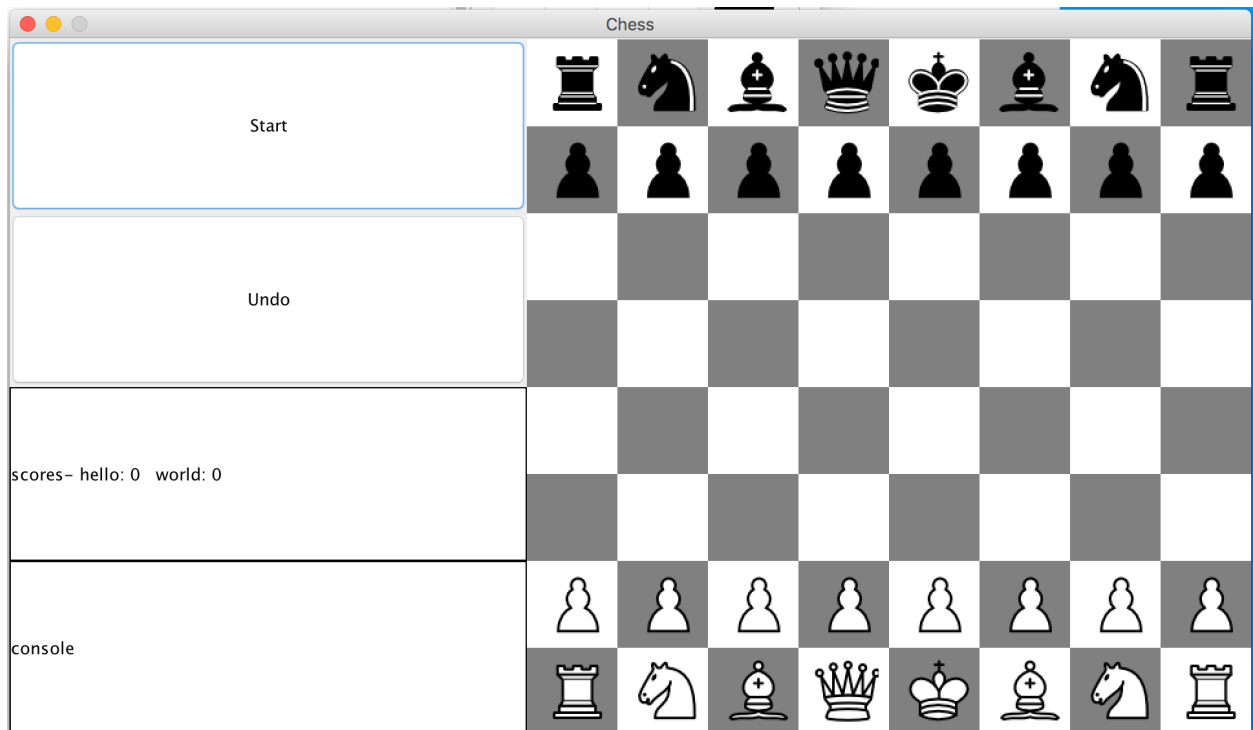 Chess
Start
Undo
scores- hello: 0   world: 0
console